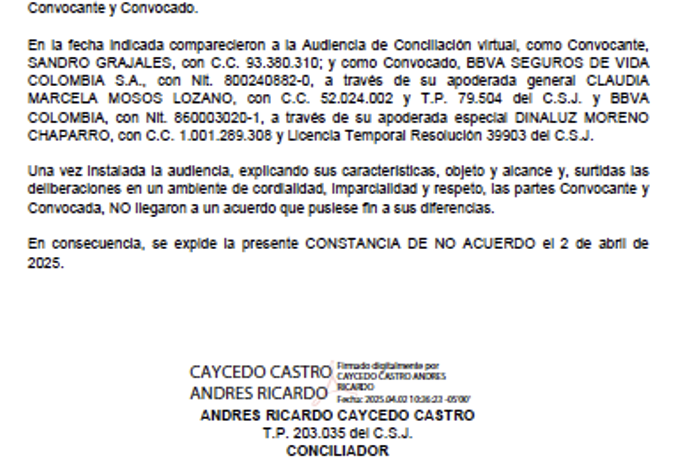 Convocante y Convocado.
En la fecha indicada comparecieron a la Audiencia de Conciliación virtual, como Convocante,
SANDRO GRAJALES, con C.C. 93.380.310; y como Convocado, BBVA SEGUROS DE VIDA
COLOMBIA S.A., con Nit. 800240882-0, a través de su apoderada general CLAUDIA
MARCELA MOSOS LOZANO, con C.C. 52.024.002 y T.P. 79.504 del C.S.J. y BBVA
COLOMBIA, con Nit. 860003020-1, a través de su apoderada especial DINALUZ MORENO
CHAPARRO, con C.C. 1.001.289.308 y Licencia Temporal Resolución 39903 del C.S.J.
Una vez instalada la audiencia, explicando sus características, objeto y alcance y, surtidas las
deliberaciones en un ambiente de cordialidad, imparcialidad y respeto, las partes Convocante y
Convocada, NO llegaron a un acuerdo que pusiese fin a sus diferencias.
En consecuencia, se expide la presente CONSTANCIA DE NO ACUERDO el 2 de abril de
2025.
CAYCEDO CASTRO
ANDRES RICARDO
Firmado digitalmente por
CAYCEDO CASTRO ANDRES
RICARDO
Fecha: 2025.04.02 10:36:23 -05'00'
ANDRES RICARDO CAYCEDO CASTRO
T.P. 203.035 del C.S.J.
CONCILIADOR